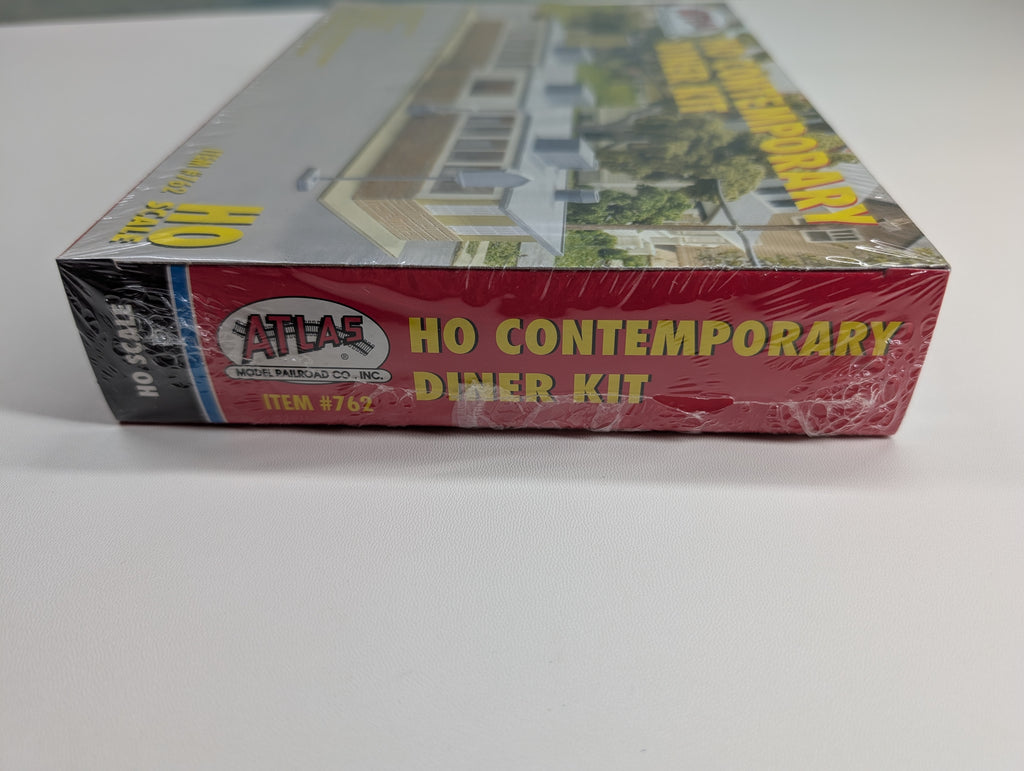 HO CONTEMPORARY
DINER KIT
ITEM #762
HO
SCALE
HO SCALE
ATLAS
®
MODEL RAILROAD CO., INC.
ITEM #762
HO CONTEMPORARY
DINER KIT